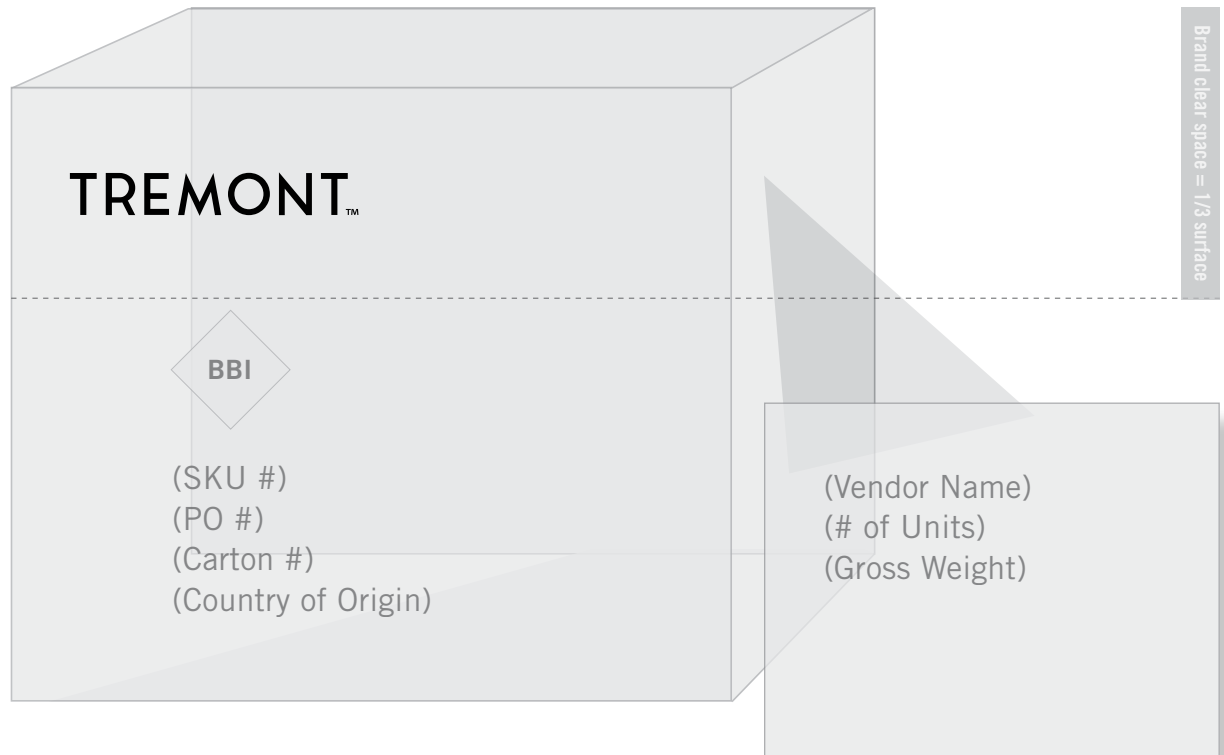 Brand clear space = 1/3 surface
TREMONT™
BBI
(SKU #)
(PO #)
(Carton #)
(Country of Origin)
(Vendor Name)
(# of Units)
(Gross Weight)